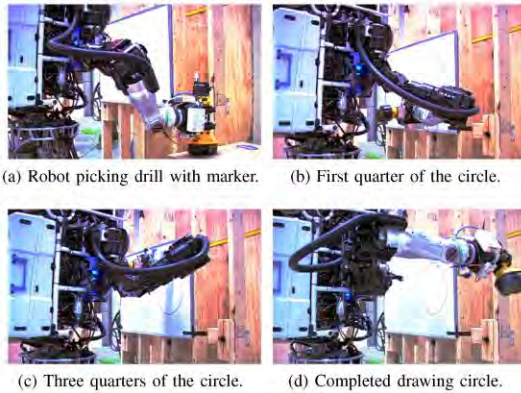 (a) Robot picking drill with marker.
(b) First quarter of the circle.
(c) Three quarters of the circle.
(d) Completed drawing circle.